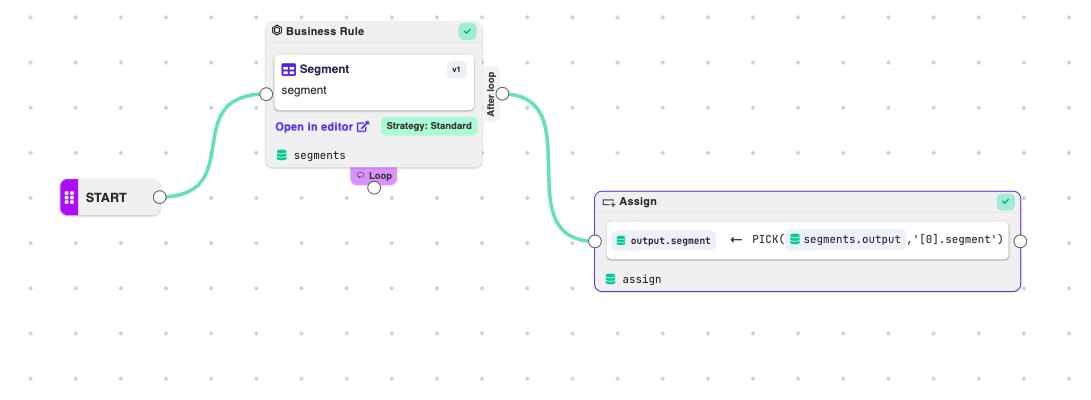 START
Business Rule
Segment
v1
segment
Open in editor
Strategy: Standard
segments
Loop
After loop
Assign
output.segment ← PICK( segments.output ,'[0].segment')
assign